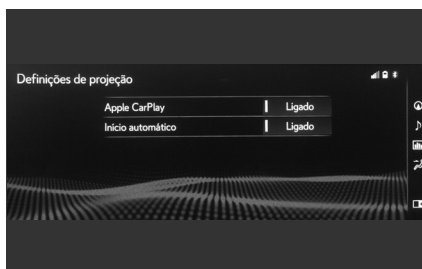 Definições de projeção
Apple CarPlay Ligado
Início automático Ligado